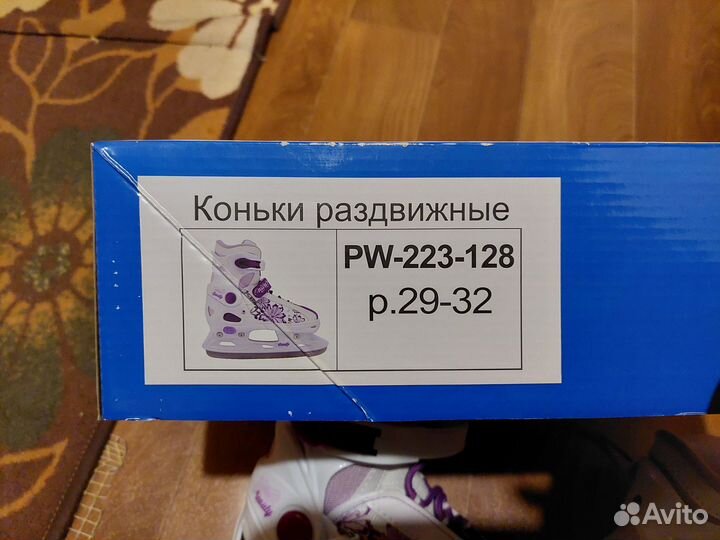 Коньки раздвижные
PW-223-128
р.29-32
Avito